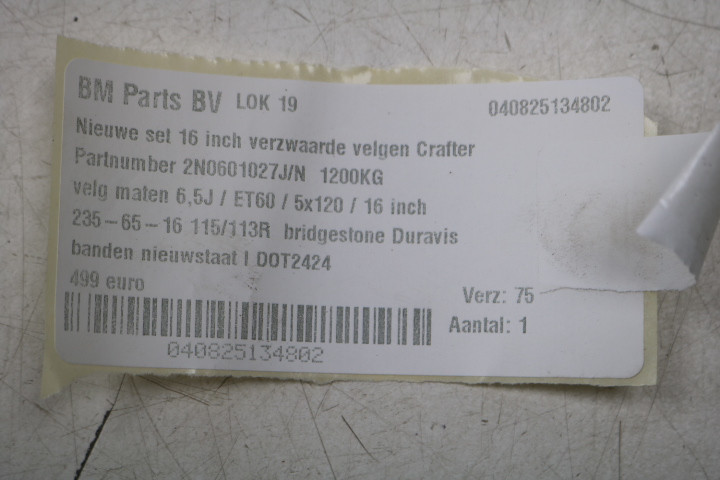 BM Parts BV LOK 19 040825134802
Nieuwe set 16 inch verzwaarde velgen Crafter
Partnumber 2N0601027J/N 1200KG
velg maten 6,5J / ET60 / 5x120 / 16 inch
235-65-16 115/113R bridgestone Duravis
banden nieuwstaat | DOT2424
499 euro
Verz: 75
Aantal: 1
040825134802